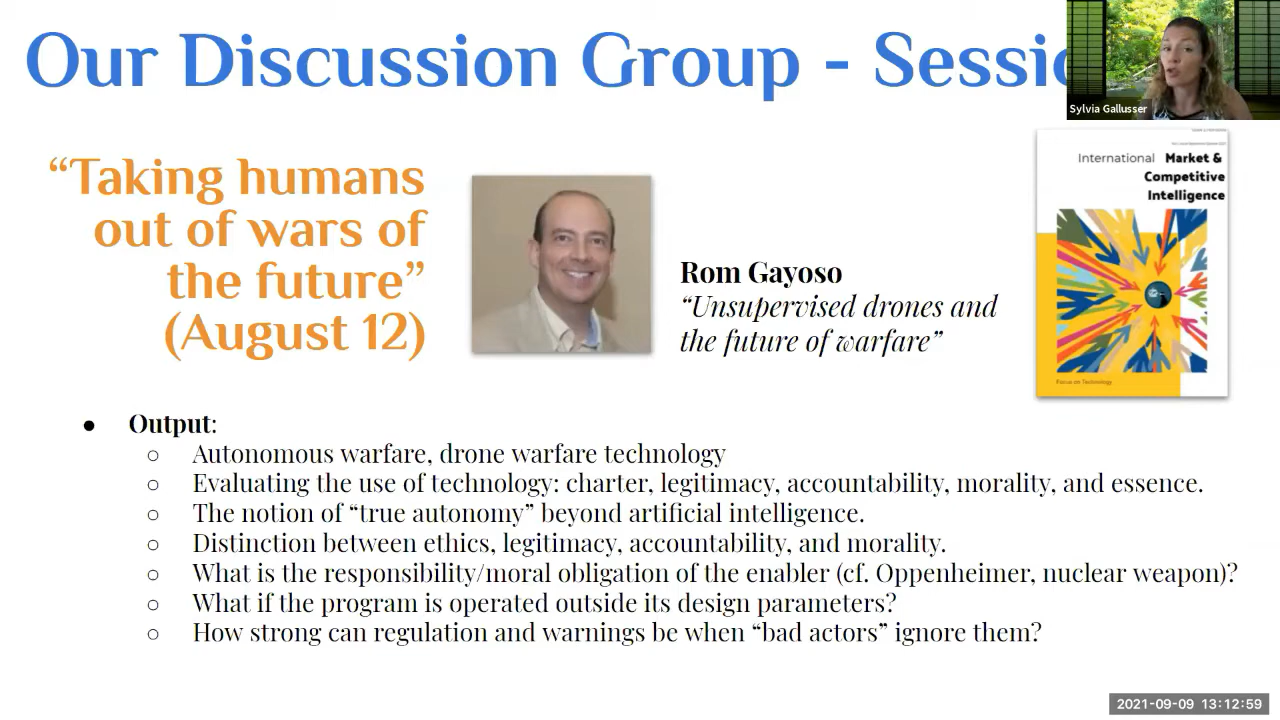 Our Discussion Group - Sessio
Sylvia Gallusser
“Taking humans
out of wars of
the future”
(August 12)
Rom Gayoso
“Unsupervised drones and
the future of warfare”
International Market &
Competitive
Intelligence
Focus on Technology
● Output:
○ Autonomous warfare, drone warfare technology
○ Evaluating the use of technology: charter, legitimacy, accountability, morality, and essence.
○ The notion of “true autonomy” beyond artificial intelligence.
○ Distinction between ethics, legitimacy, accountability, and morality.
○ What is the responsibility/moral obligation of the enabler (cf. Oppenheimer, nuclear weapon)?
○ What if the program is operated outside its design parameters?
○ How strong can regulation and warnings be when “bad actors” ignore them?
2021-09-09 13:12:59